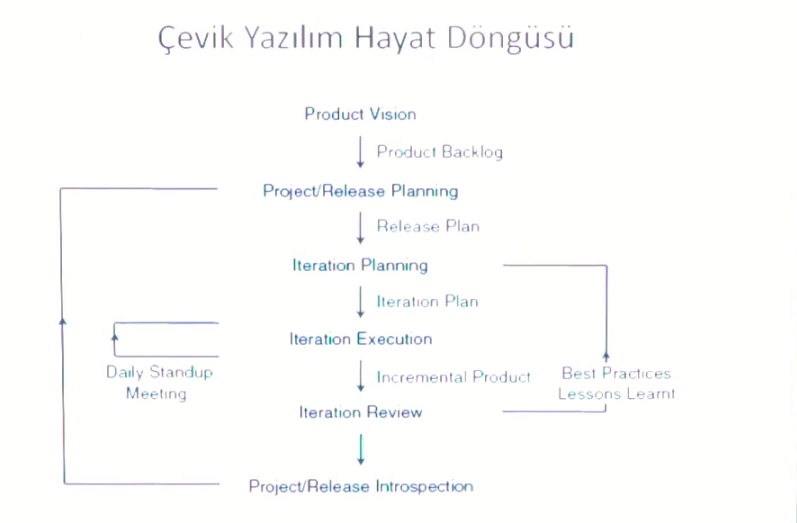 Çevik Yazılım Hayat Döngüsü
Product Vision
Product Backlog
Project/Release Planning
Release Plan
Iteration Planning
Iteration Plan
Iteration Execution
Daily Standup
Meeting
Incremental Product
Best Practices
Lessons Learnt
Iteration Review
Project/Release Introspection